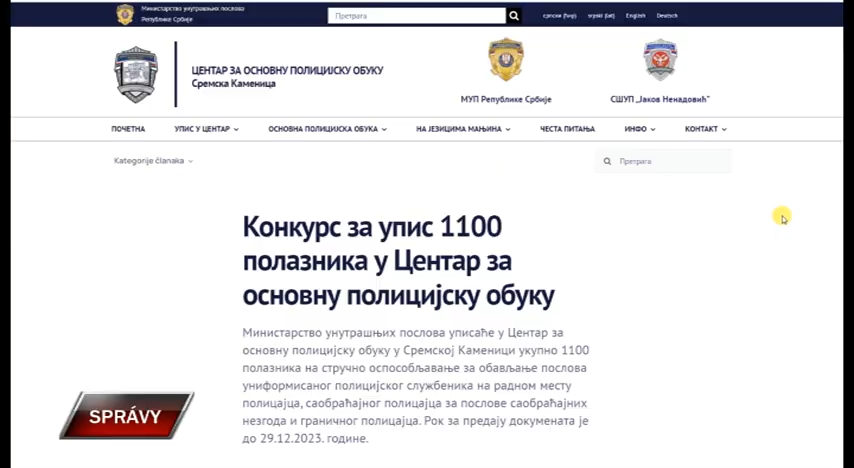 Министарство унутрашњих послова
Републике Србије
Претрага
српски (ћир) srpski (lat) English Deutsch
ЦЕНТАР ЗА ОСНОВНУ ПОЛИЦИЈСКУ ОБУКУ
Сремска Каменица
МУП Републике Србије
СШУП „Јаков Ненадовић"
ПОЧЕТНА УПИС У ЦЕНТАР ОСНОВНА ПОЛИЦИЈСКА ОБУКА НА ЈЕЗИЦИМА МАЊИНА ЧЕСТА ПИТАЊА ИНФО КОНТАКТ
Kategorije članaka
Претрага
Конкурс за упис 1100
полазника у Центар за
основну полицијску обуку
Министарство унутрашњих послова уписаће у Центар за
основну полицијску обуку у Сремској Каменици укупно 1100
полазника на стручно оспособљавање за обављање послова
униформисаног полицијског службеника на радном месту
полицајца, саобраћајног полицајца за послове саобраћајних
незгода и граничног полицајца. Рок за предају докумената је
до 29.12.2023. године.
SPRÁVY